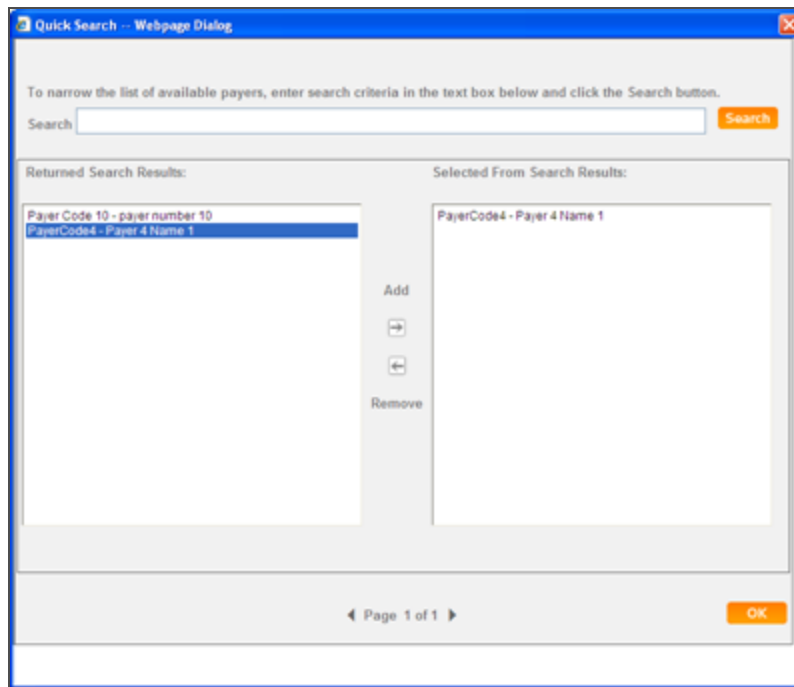 Quick Search -- Webpage Dialog
To narrow the list of available payers, enter search criteria in the text box below and click the Search button.
Search
Search
Returned Search Results:
Selected From Search Results:
Payer Code 10 - payer number 10
PayerCode4 - Payer 4 Name 1
PayerCode4 - Payer 4 Name 1
Add
Remove
Page 1 of 1
OK